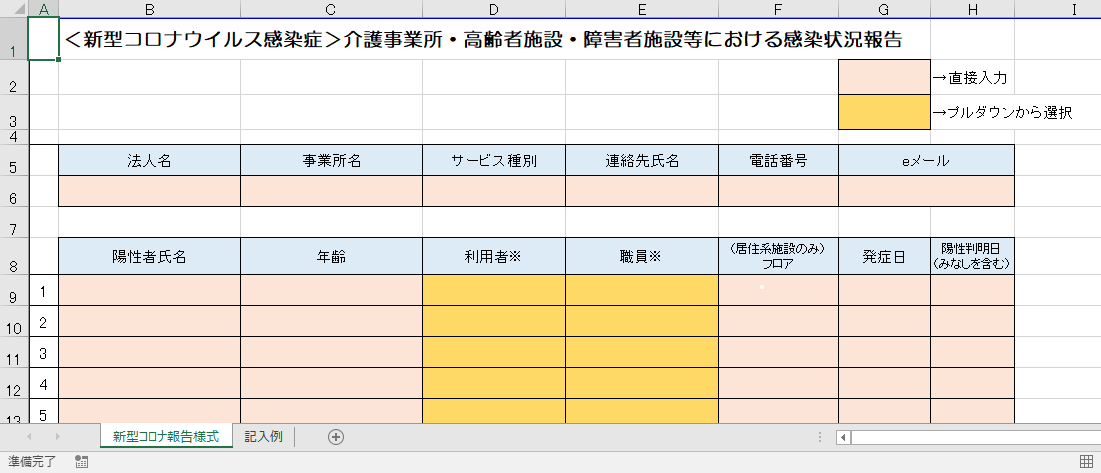 A B C D E F G H I
1 ＜新型コロナウイルス感染症＞介護事業所・高齢者施設・障害者施設等における感染状況報告
2 →直接入力
3 →プルダウンから選択
4
5 法人名 事業所名 サービス種別 連絡先氏名 電話番号 eメール
6
7
8 陽性者氏名 年齢 利用者※ 職員※ （居住系施設のみ） フロア 発症日 陽性判明日 （みなしを含む）
9 1
10 2
11 3
12 4
13 5
新型コロナ報告様式 記入例
準備完了